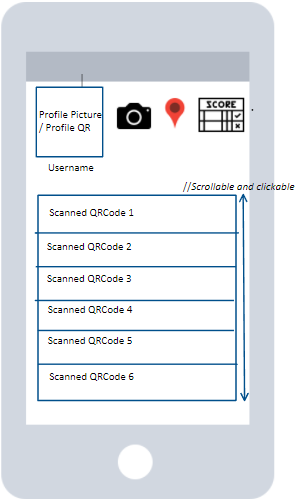 Profile Picture
/ Profile QR
SCORE
Username
//Scrollable and clickable
Scanned QRCode 1
Scanned QRCode 2
Scanned QRCode 3
Scanned QRCode 4
Scanned QRCode 5
Scanned QRCode 6